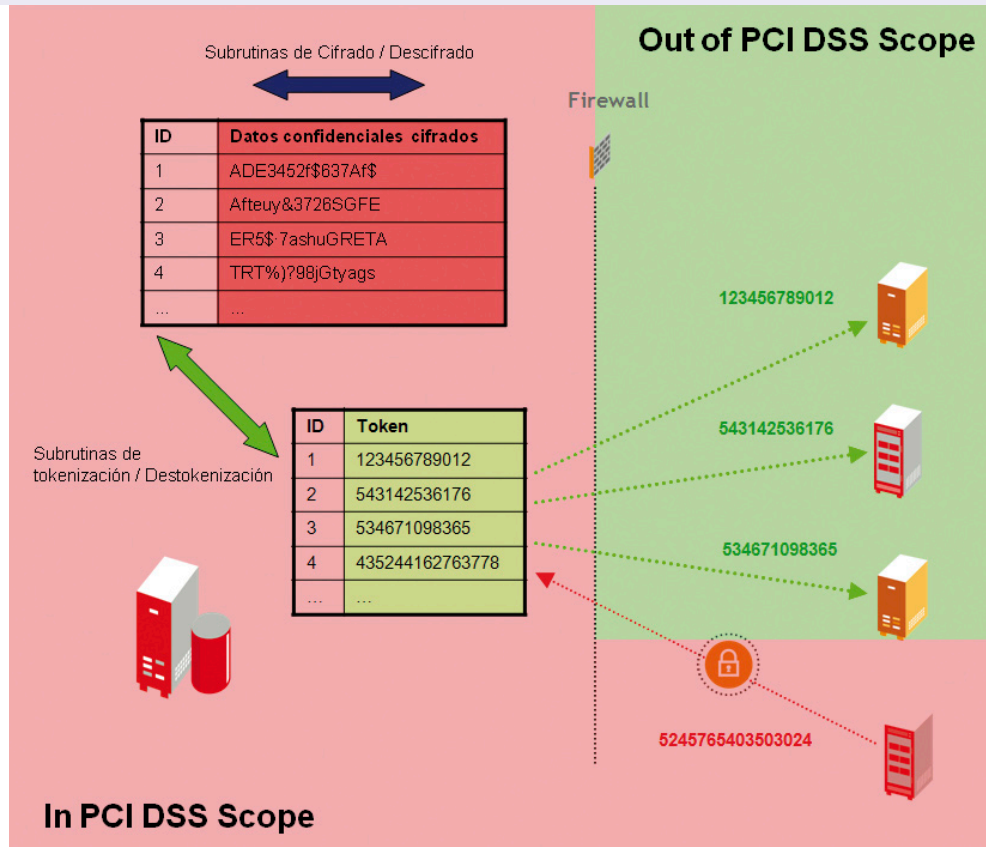 Out of PCI DSS Scope
Subrutinas de Cifrado / Descifrado
Firewall
ID Datos confidenciales cifrados
1 ADE3452f$637Af$
2 Afteuy&3726SGFE
3 ER5$·7ashuGRETA
4 TRT%)?98jGtyags
... ...
123456789012
543142536176
534671098365
Subrutinas de
tokenización / Destokenización
ID Token
1 123456789012
2 543142536176
3 534671098365
4 435244162763778
... ...
5245765403503024
In PCI DSS Scope